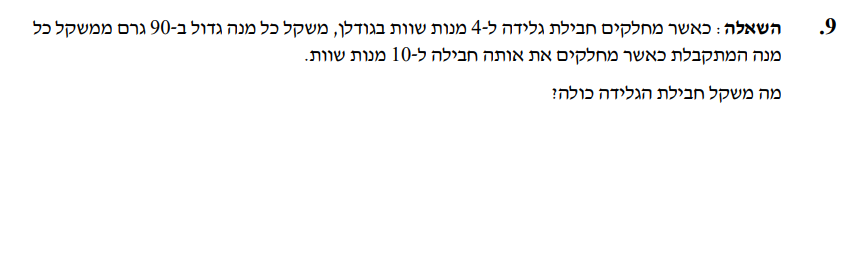 9. השאלה: כאשר מחלקים חבילת גלידה ל-4 מנות שוות בגודלן, משקל כל מנה גדול ב-90 גרם ממשקל כל
מנה המתקבלת כאשר מחלקים את אותה חבילה ל-10 מנות שוות.
מה משקל חבילת הגלידה כולה?